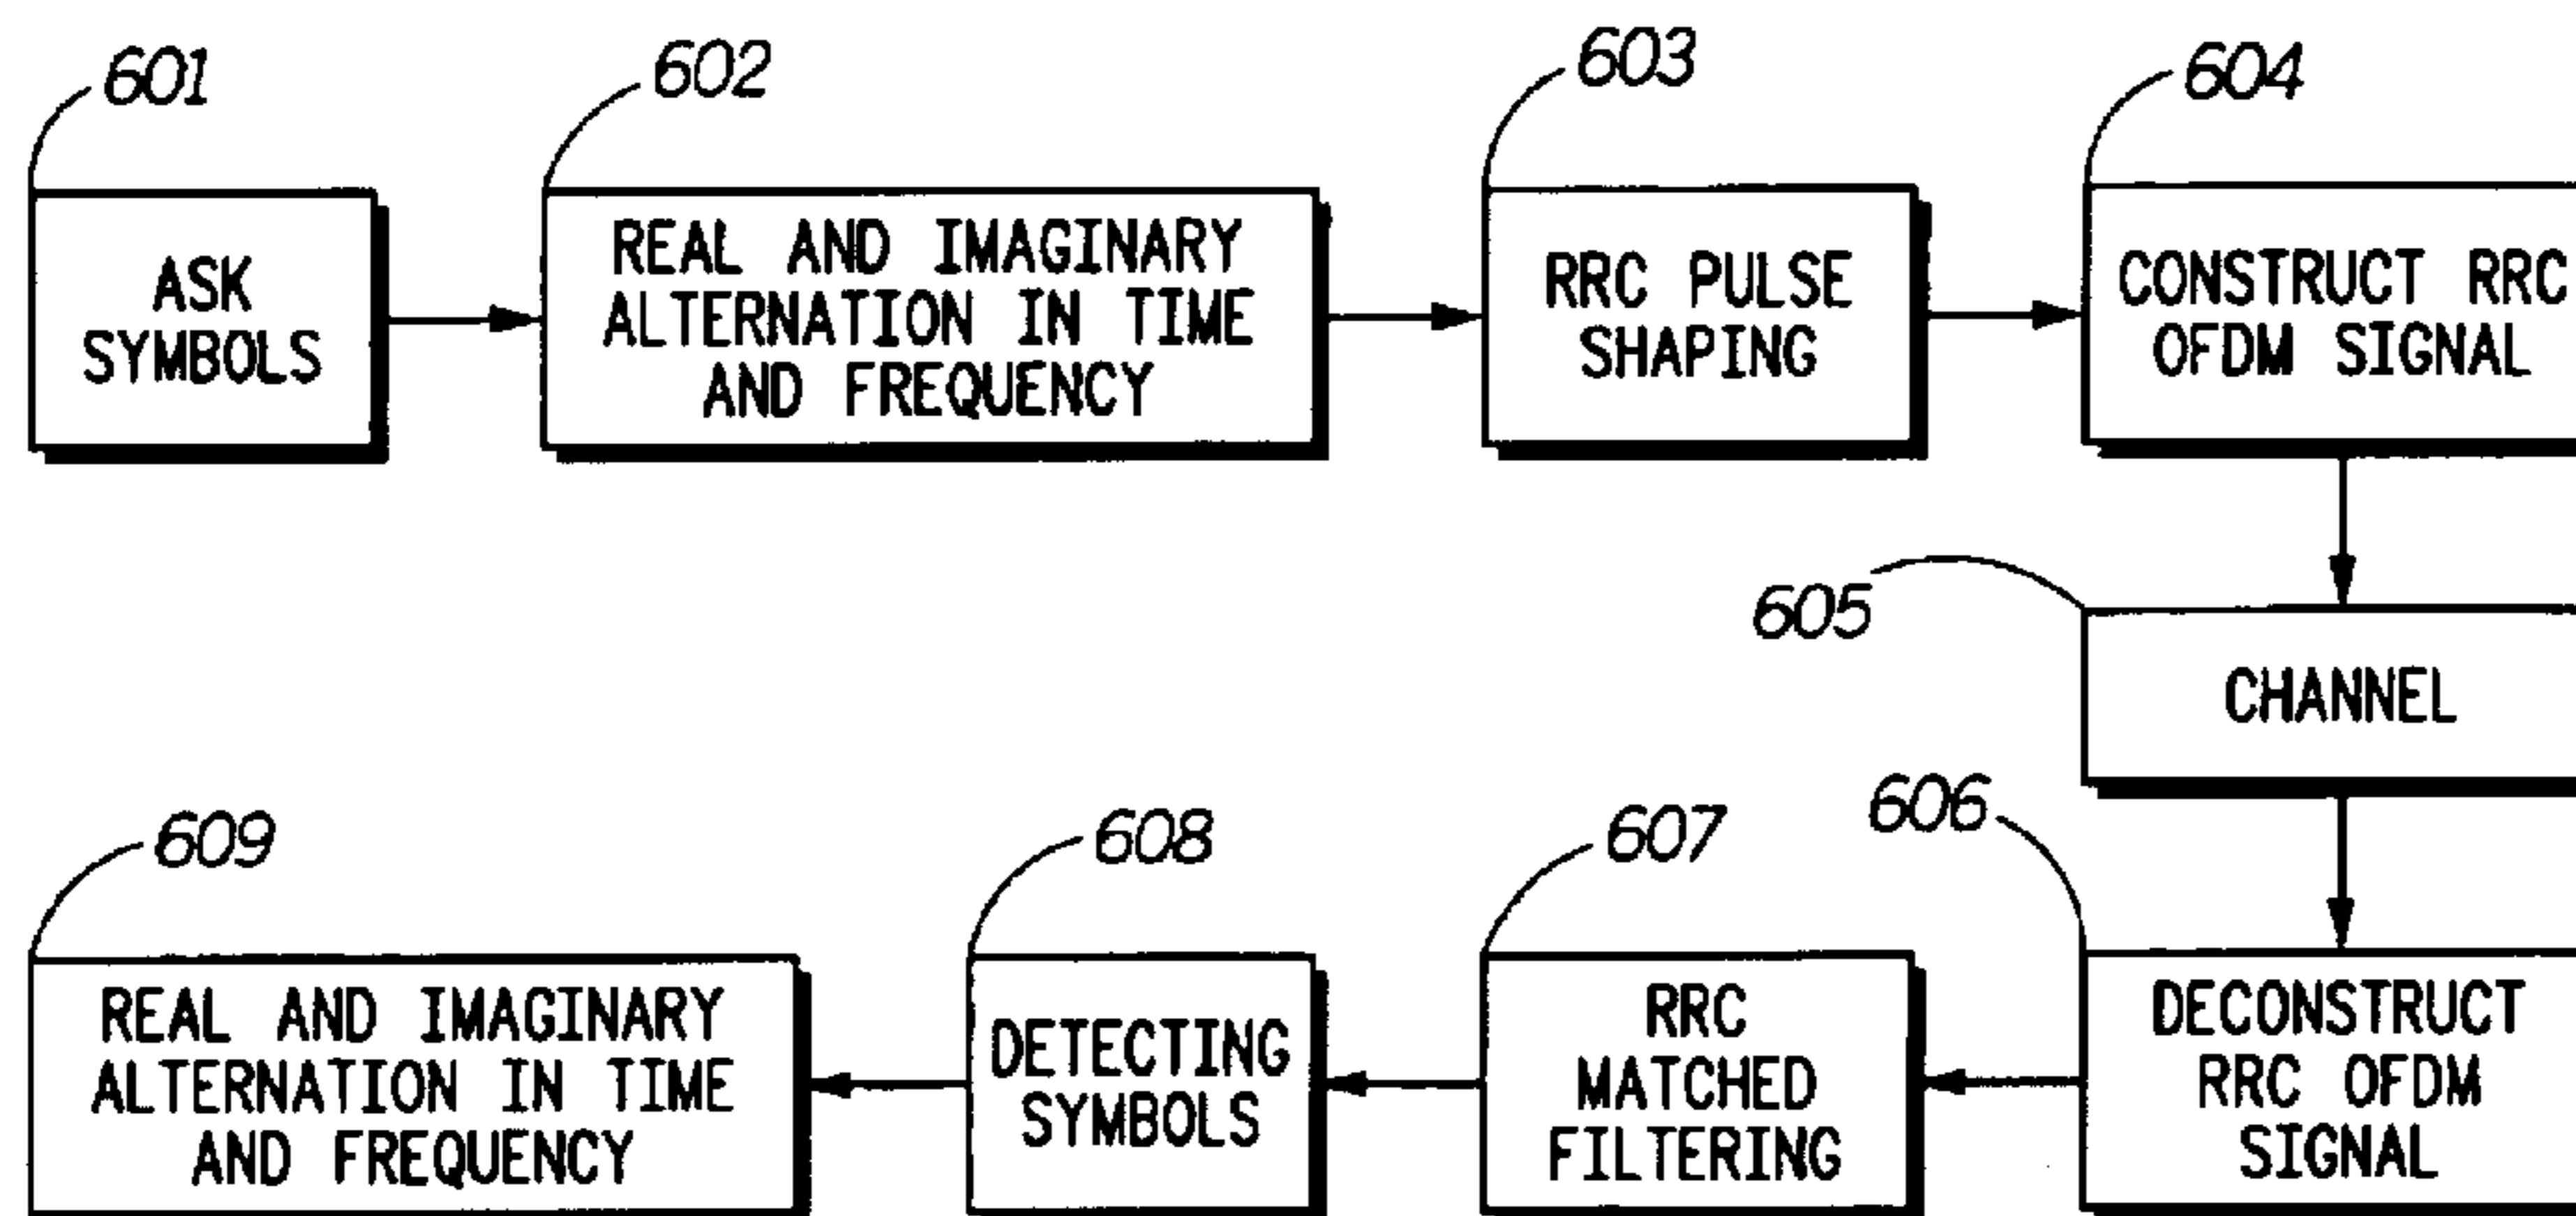 601
ASK
SYMBOLS
602
REAL AND IMAGINARY
ALTERNATION IN TIME
AND FREQUENCY
603
RRC PULSE
SHAPING
604
CONSTRUCT RRC
OFDM SIGNAL
605
CHANNEL
606
DECONSTRUCT
RRC OFDM
SIGNAL
607
RRC
MATCHED
FILTERING
608
DETECTING
SYMBOLS
609
REAL AND IMAGINARY
ALTERNATION IN TIME
AND FREQUENCY